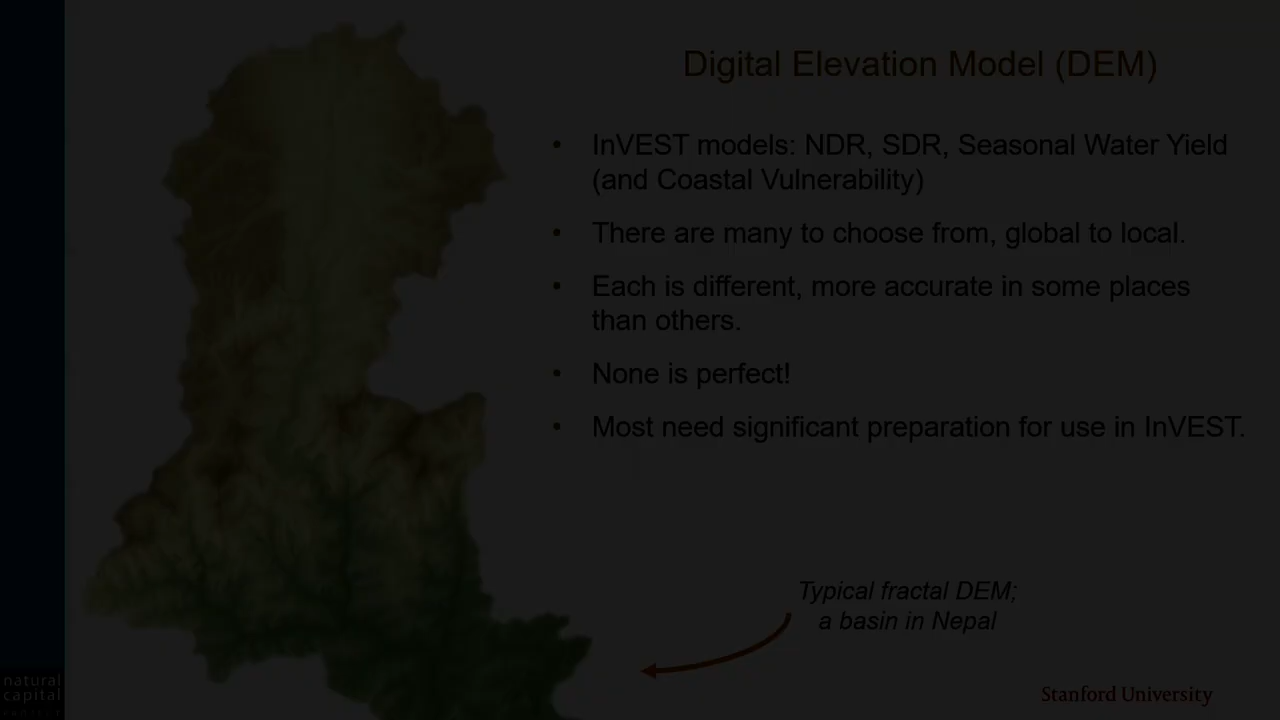 Digital Elevation Model (DEM)
• InVEST models: NDR, SDR, Seasonal Water Yield
(and Coastal Vulnerability)
• There are many to choose from, global to local.
• Each is different, more accurate in some places
than others.
• None is perfect!
• Most need significant preparation for use in InVEST.
Typical fractal DEM;
a basin in Nepal
natural
capital
Stanford University